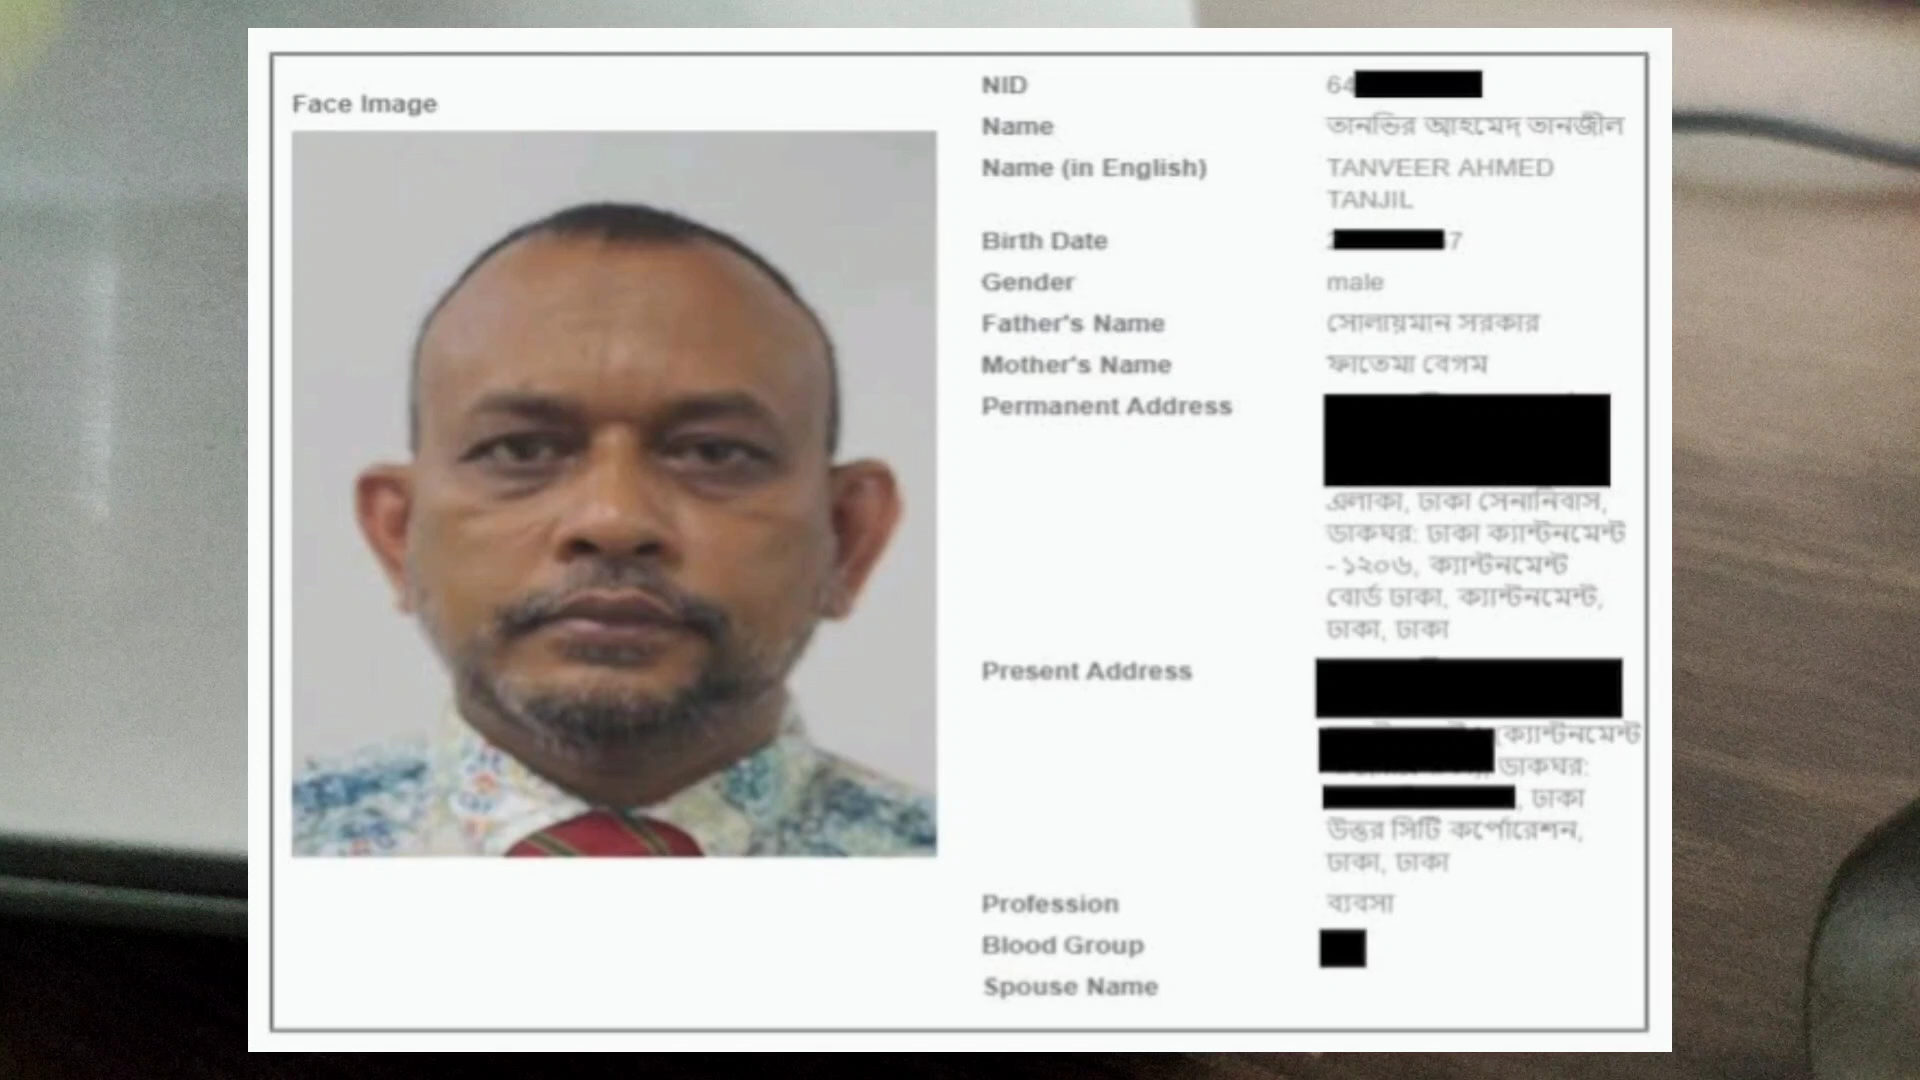 Face Image
NID 64
Name তানভির আহমেদ তানজীল
Name (in English) TANVEER AHMED
TANJIL
Birth Date 7
Gender male
Father's Name সোলায়মান সরকার
Mother's Name ফাতেমা বেগম
Permanent Address
এলাকা, ঢাকা সেনানিবাস,
ডাকঘর: ঢাকা ক্যান্টনমেন্ট
- ১২০৬, ক্যান্টনমেন্ট
বোর্ড ঢাকা, ক্যান্টনমেন্ট,
ঢাকা, ঢাকা
Present Address
ক্যান্টনমেন্ট
ডাকঘর:
, ঢাকা
উত্তর সিটি কর্পোরেশন,
ঢাকা, ঢাকা
Profession ব্যবসা
Blood Group
Spouse Name